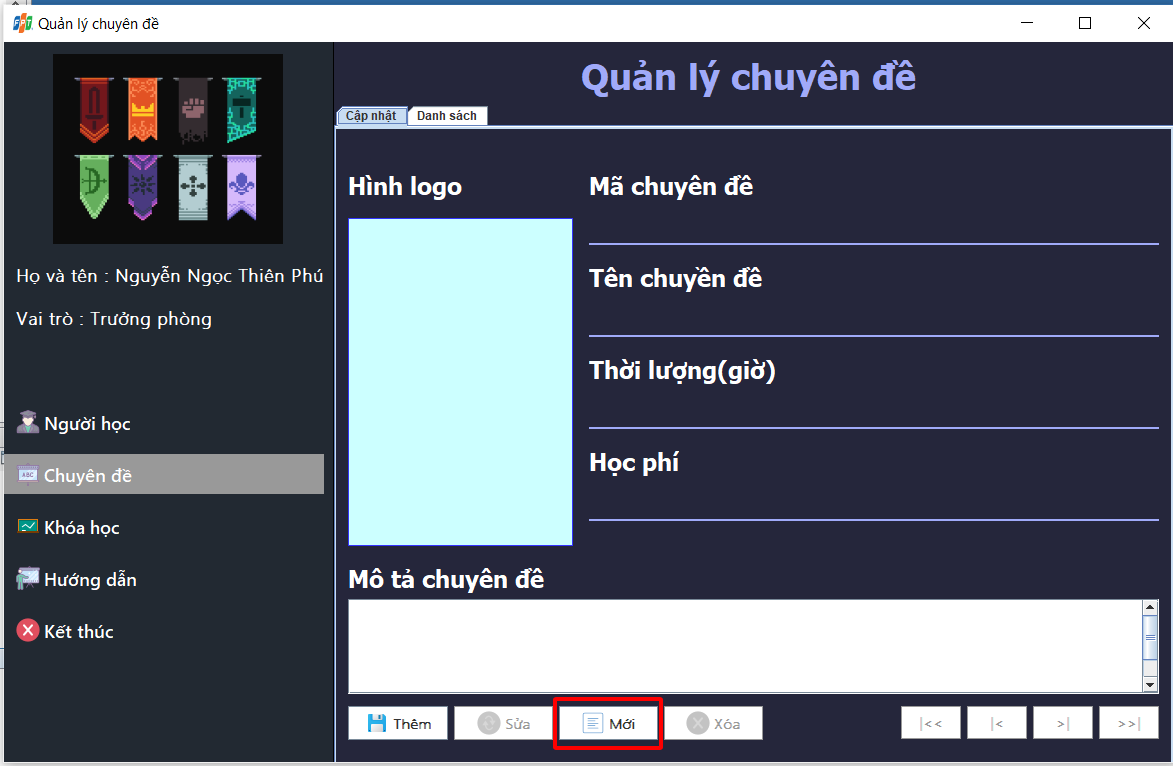 FPT Quản lý chuyên đề
Quản lý chuyên đề
Cập nhật Danh sách
Hình logo
Mã chuyên đề
Tên chuyền đề
Thời lượng(giờ)
Học phí
Mô tả chuyên đề
Họ và tên : Nguyễn Ngọc Thiên Phú
Vai trò : Trưởng phòng
Người học
ABC Chuyên đề
Khóa học
Hướng dẫn
Kết thúc
Thêm Sửa Mới Xóa |<< |< >| >>|